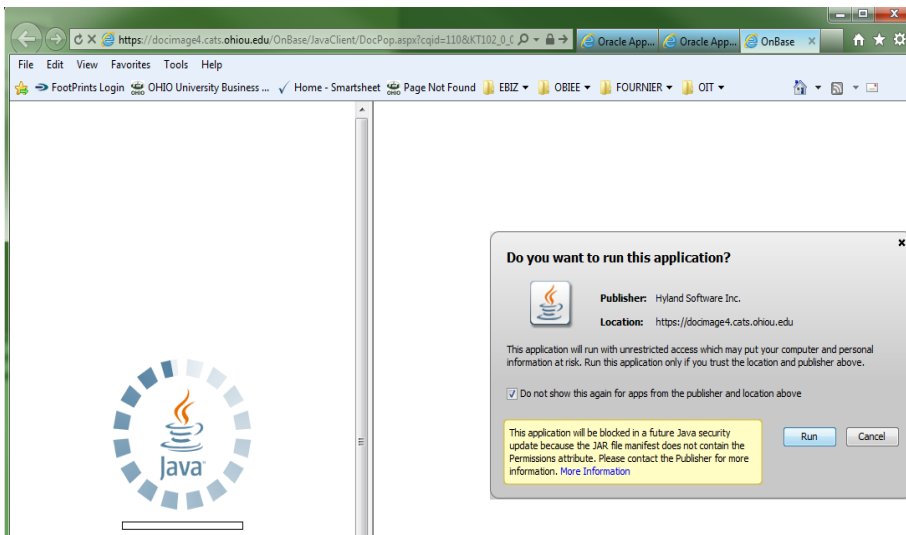 https://docimage4.cats.ohiou.edu/OnBase/JavaClient/DocPop.aspx?cqid=110&KT102_0_ Oracle App... Oracle App... OnBase
File Edit View Favorites Tools Help
FootPrints Login OHIO University Business ... Home - Smartsheet Page Not Found EBIZ OBIEE FOURNIER OIT
Do you want to run this application?
Publisher: Hyland Software Inc.
Location: https://docimage4.cats.ohiou.edu
This application will run with unrestricted access which may put your computer and personal
information at risk. Run this application only if you trust the location and publisher above.
Do not show this again for apps from the publisher and location above
This application will be blocked in a future Java security
update because the JAR file manifest does not contain the
Permissions attribute. Please contact the Publisher for more
information. More Information
Run Cancel
Java